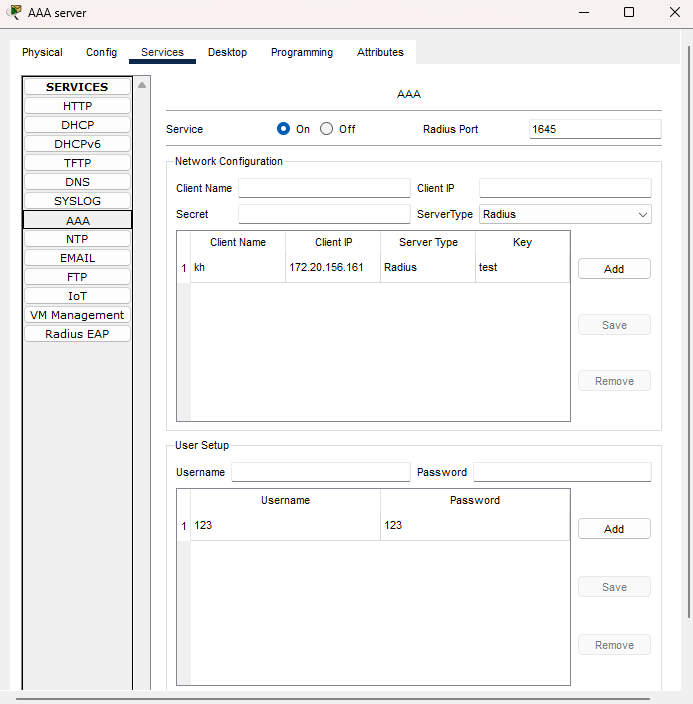 AAA server
Physical Config Services Desktop Programming Attributes
SERVICES
HTTP
DHCP
DHCPv6
TFTP
DNS
SYSLOG
AAA
NTP
EMAIL
FTP
IoT
VM Management
Radius EAP
AAA
Service On Off Radius Port 1645
Network Configuration
Client Name Client IP
Secret ServerType Radius
Client Name Client IP Server Type Key
1 kh 172.20.156.161 Radius test
Add
Save
Remove
User Setup
Username Password
Username Password
1 123 123
Add
Save
Remove